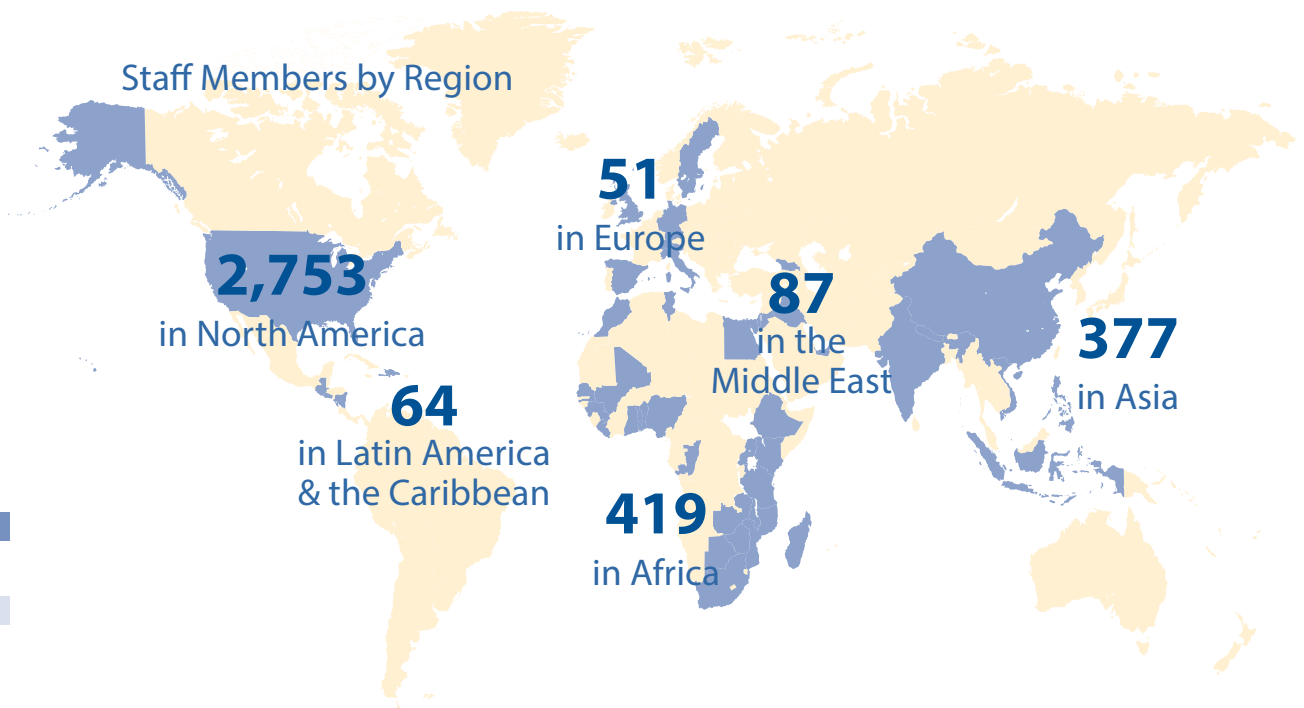 Staff Members by Region
51
in Europe
2,753
in North America
87
in the
Middle East
377
in Asia
64
in Latin America
& the Caribbean
419
in Africa